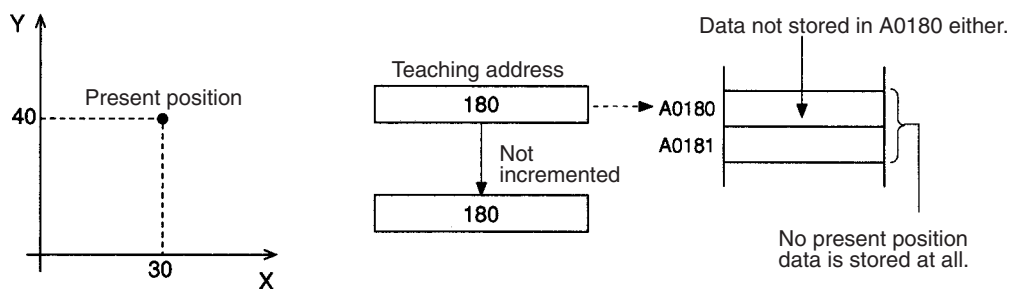 Y
40
Present position
30
X
Teaching address
180
Not
incremented
180
Data not stored in A0180 either.
A0180
A0181
No present position
data is stored at all.